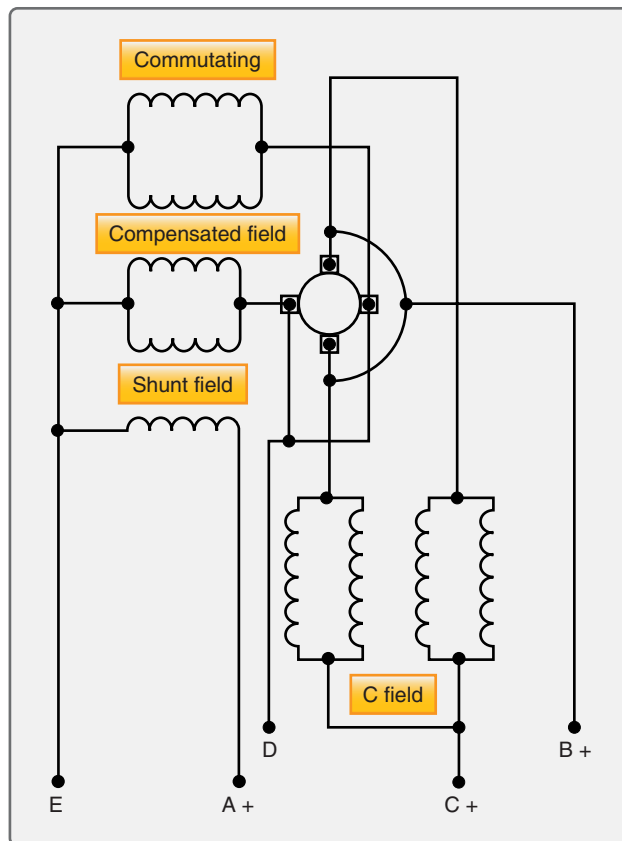 Commutating
Compensated field
Shunt field
C field
D
B +
E
A +
C +